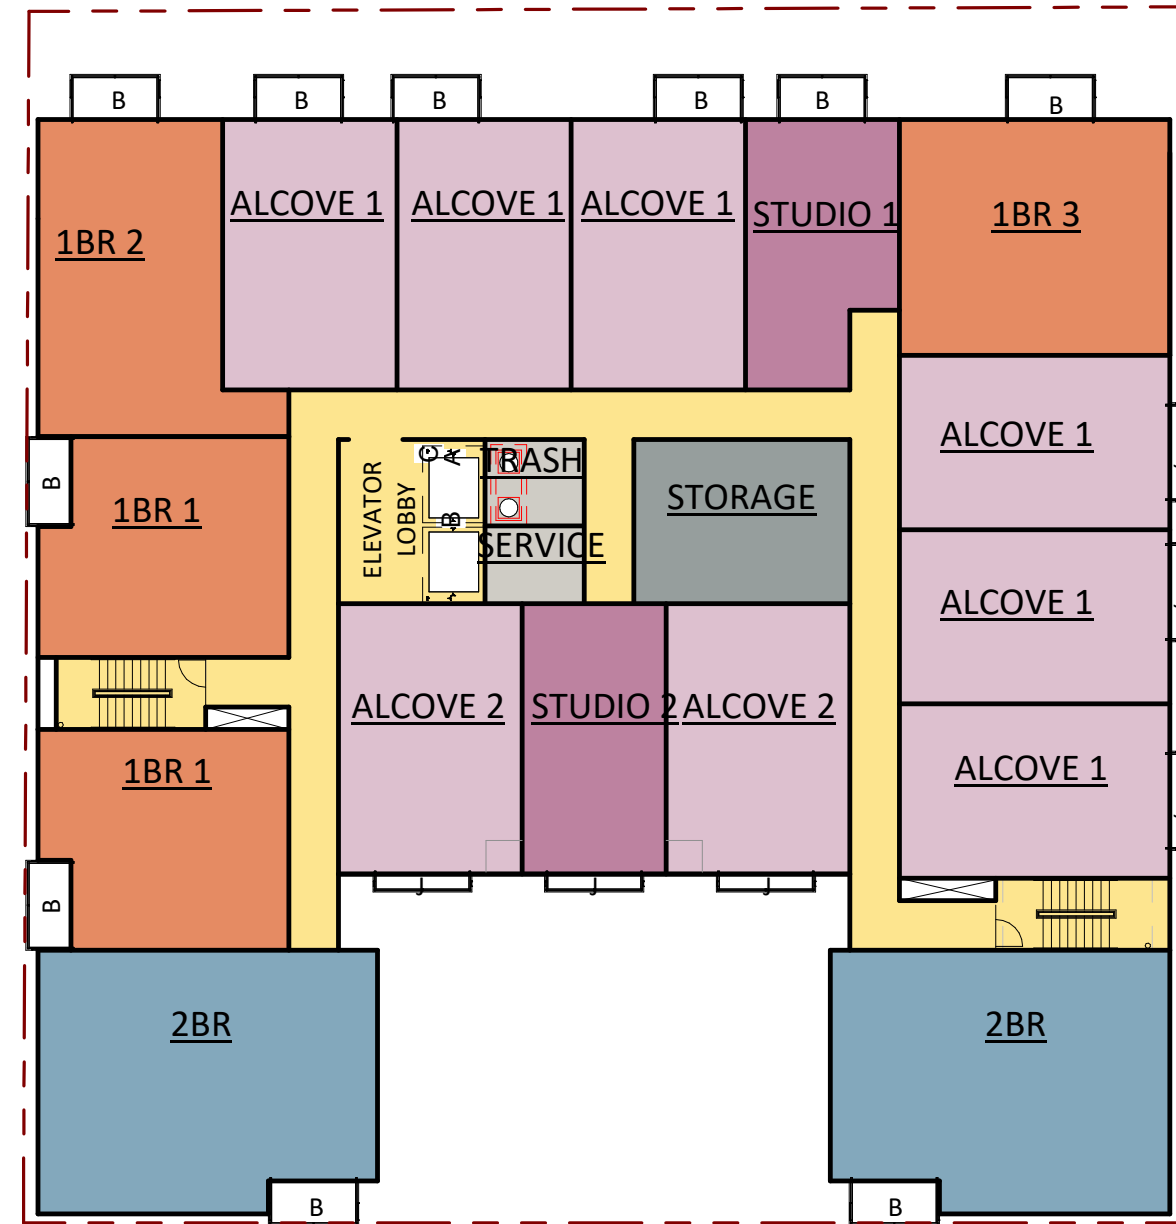 B
B
B
B
B
B
ALCOVE 1
ALCOVE 1
ALCOVE 1
STUDIO 1
1BR 3
1BR 2
ALCOVE 1
B
1BR 1
ELEVATOR
LOBBY
C
A
B
TRASH
SERVICE
STORAGE
ALCOVE 1
ALCOVE 2
STUDIO 2
ALCOVE 2
1BR 1
ALCOVE 1
B
J
J
J
2BR
2BR
B
B